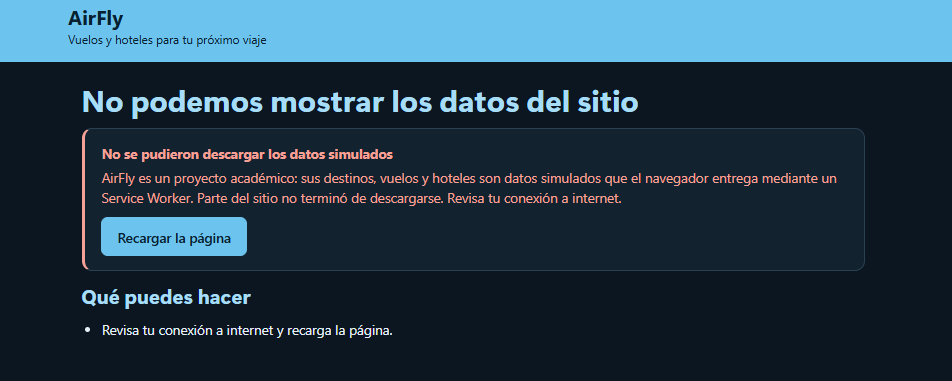 AirFly
Vuelos y hoteles para tu próximo viaje
No podemos mostrar los datos del sitio
No se pudieron descargar los datos simulados
AirFly es un proyecto académico: sus destinos, vuelos y hoteles son datos simulados que el navegador entrega mediante un
Service Worker. Parte del sitio no terminó de descargarse. Revisa tu conexión a internet.
Recargar la página
Qué puedes hacer
• Revisa tu conexión a internet y recarga la página.